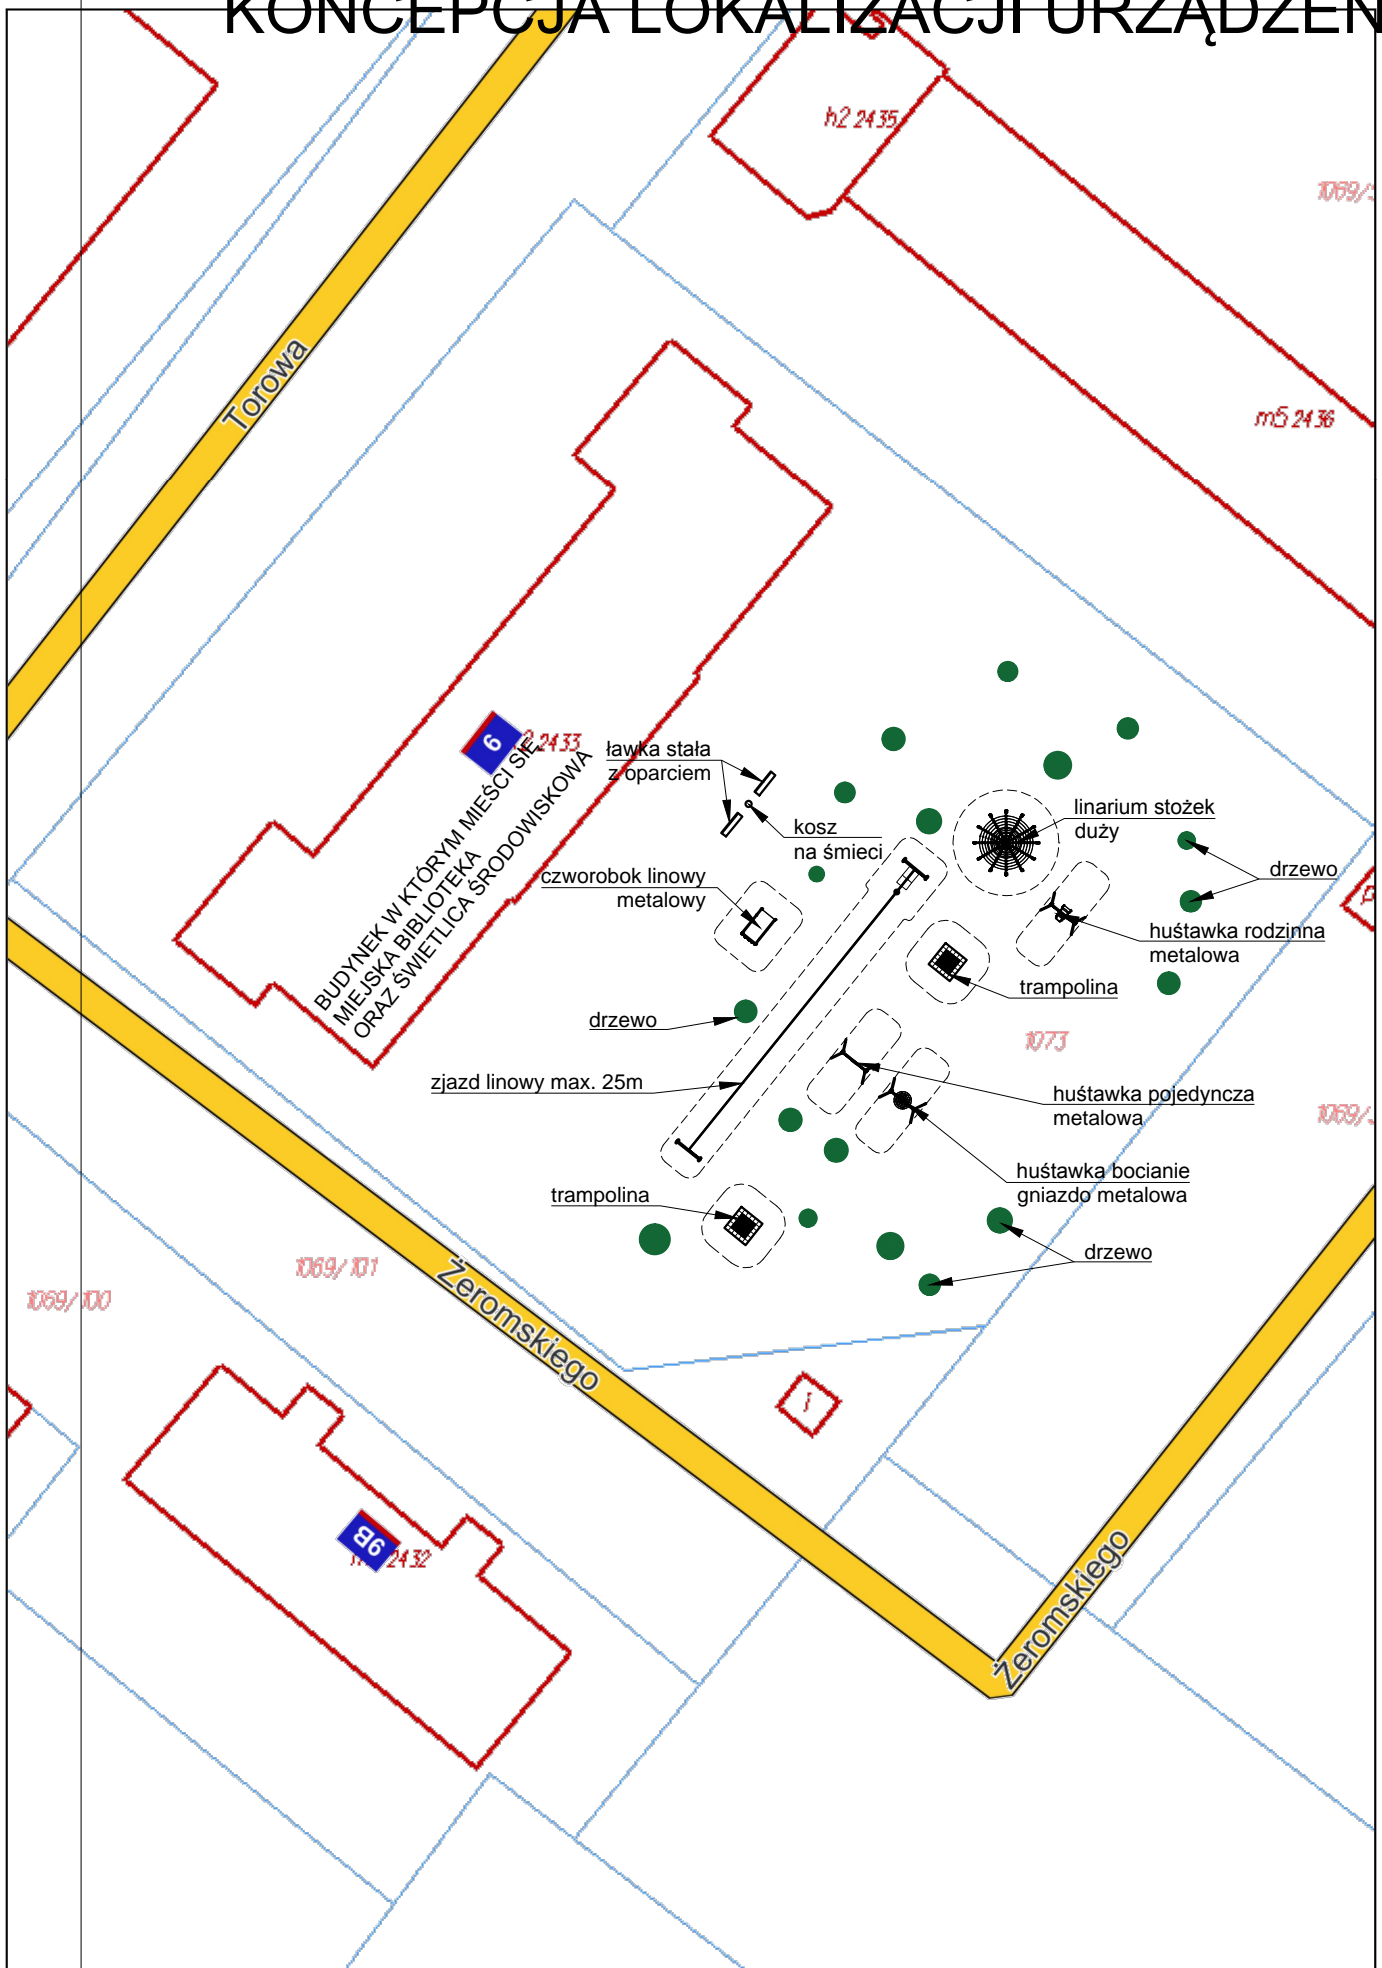 KONCEPCJA LOKALIZACJI URZĄDZEŃ
h2 2435
1069/
m5 2436
Torowa
6
2433
BUDYNEK W KTÓRYM MIEŚCI SIĘ
MIEJSKA BIBLIOTEKA
ORAZ ŚWIETLICA ŚRODOWISKOWA
ławka stała
z oparciem
kosz
na śmieci
linarium stożek
duży
drzewo
czworobok linowy
metalowy
huśtawka rodzinna
metalowa
trampolina
drzewo
1073
zjazd linowy max. 25m
huśtawka pojedyncza
metalowa
1069/
huśtawka bocianie
gniazdo metalowa
trampolina
drzewo
1069/101
1069/100
Żeromskiego
i
9B
2432
Żeromskiego